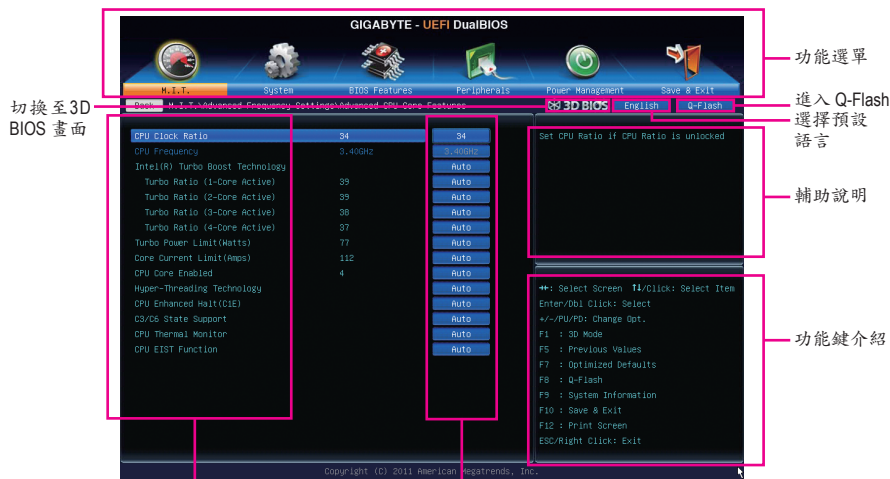 GIGABYTE - UEFI DualBIOS
M.I.T.
System
BIOS Features
Peripherals
Power Management
Save & Exit
功能選單
切換至3D
BIOS 畫面
Back
M.I.T.\Advanced Frequency Settings\Advanced CPU Core Features
3D BIOS
English
Q-Flash
進入 Q-Flash
選擇預設
語言
CPU Clock Ratio 34 34
CPU Frequency 3.40GHz 3.40GHz
Intel(R) Turbo Boost Technology Auto
Turbo Ratio (1-Core Active) 39 Auto
Turbo Ratio (2-Core Active) 39 Auto
Turbo Ratio (3-Core Active) 38 Auto
Turbo Ratio (4-Core Active) 37 Auto
Turbo Power Limit(Watts) 77 Auto
Core Current Limit(Amps) 112 Auto
CPU Core Enabled 4 Auto
Hyper-Threading Technology Auto
CPU Enhanced Halt(C1E) Auto
C3/C6 State Support Auto
CPU Thermal Monitor Auto
CPU EIST Function Auto
Set CPU Ratio if CPU Ratio is unlocked
輔助說明
→←: Select Screen ↑↓/Click: Select Item
Enter/Dbl Click: Select
+/-/PU/PD: Change Opt.
F1 : 3D Mode
F5 : Previous Values
F7 : Optimized Defaults
F8 : Q-Flash
F9 : System Information
F10 : Save & Exit
F12 : Print Screen
ESC/Right Click: Exit
功能鍵介紹
Copyright (C) 2011 American Megatrends, Inc.